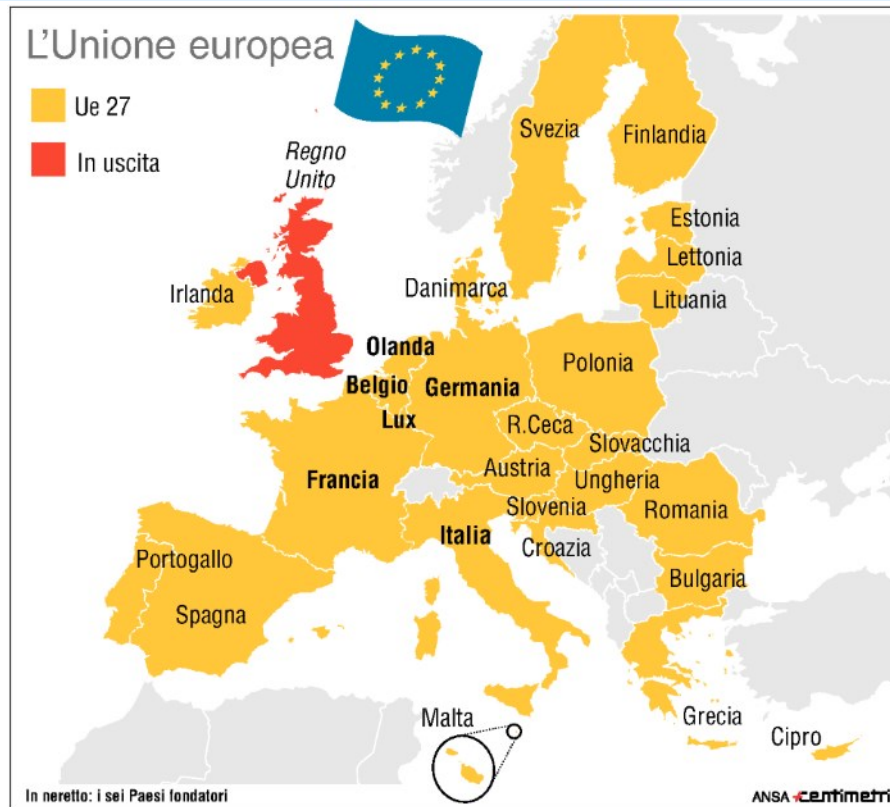 L'Unione europea
Ue 27
In uscita
Regno
Unito
Svezia
Finlandia
Estonia
Lettonia
Lituania
Irlanda
Danimarca
Olanda
Belgio
Germania
Polonia
Lux
R.Ceca
Slovacchia
Austria
Ungheria
Francia
Slovenia
Romania
Italia
Croazia
Portogallo
Bulgaria
Spagna
Malta
Grecia
Cipro
In neretto: i sei Paesi fondatori
ANSA centimetri